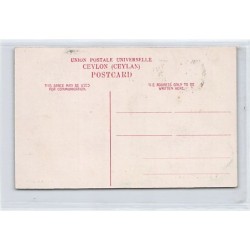 UNION POSTALE UNIVERSELLE
CEYLON (CEYLAN)
POSTCARD
THIS SPACE MAY BE USED
FOR COMMUNICATION.
THE ADDRESS ONLY TO BE
WRITTEN HERE.